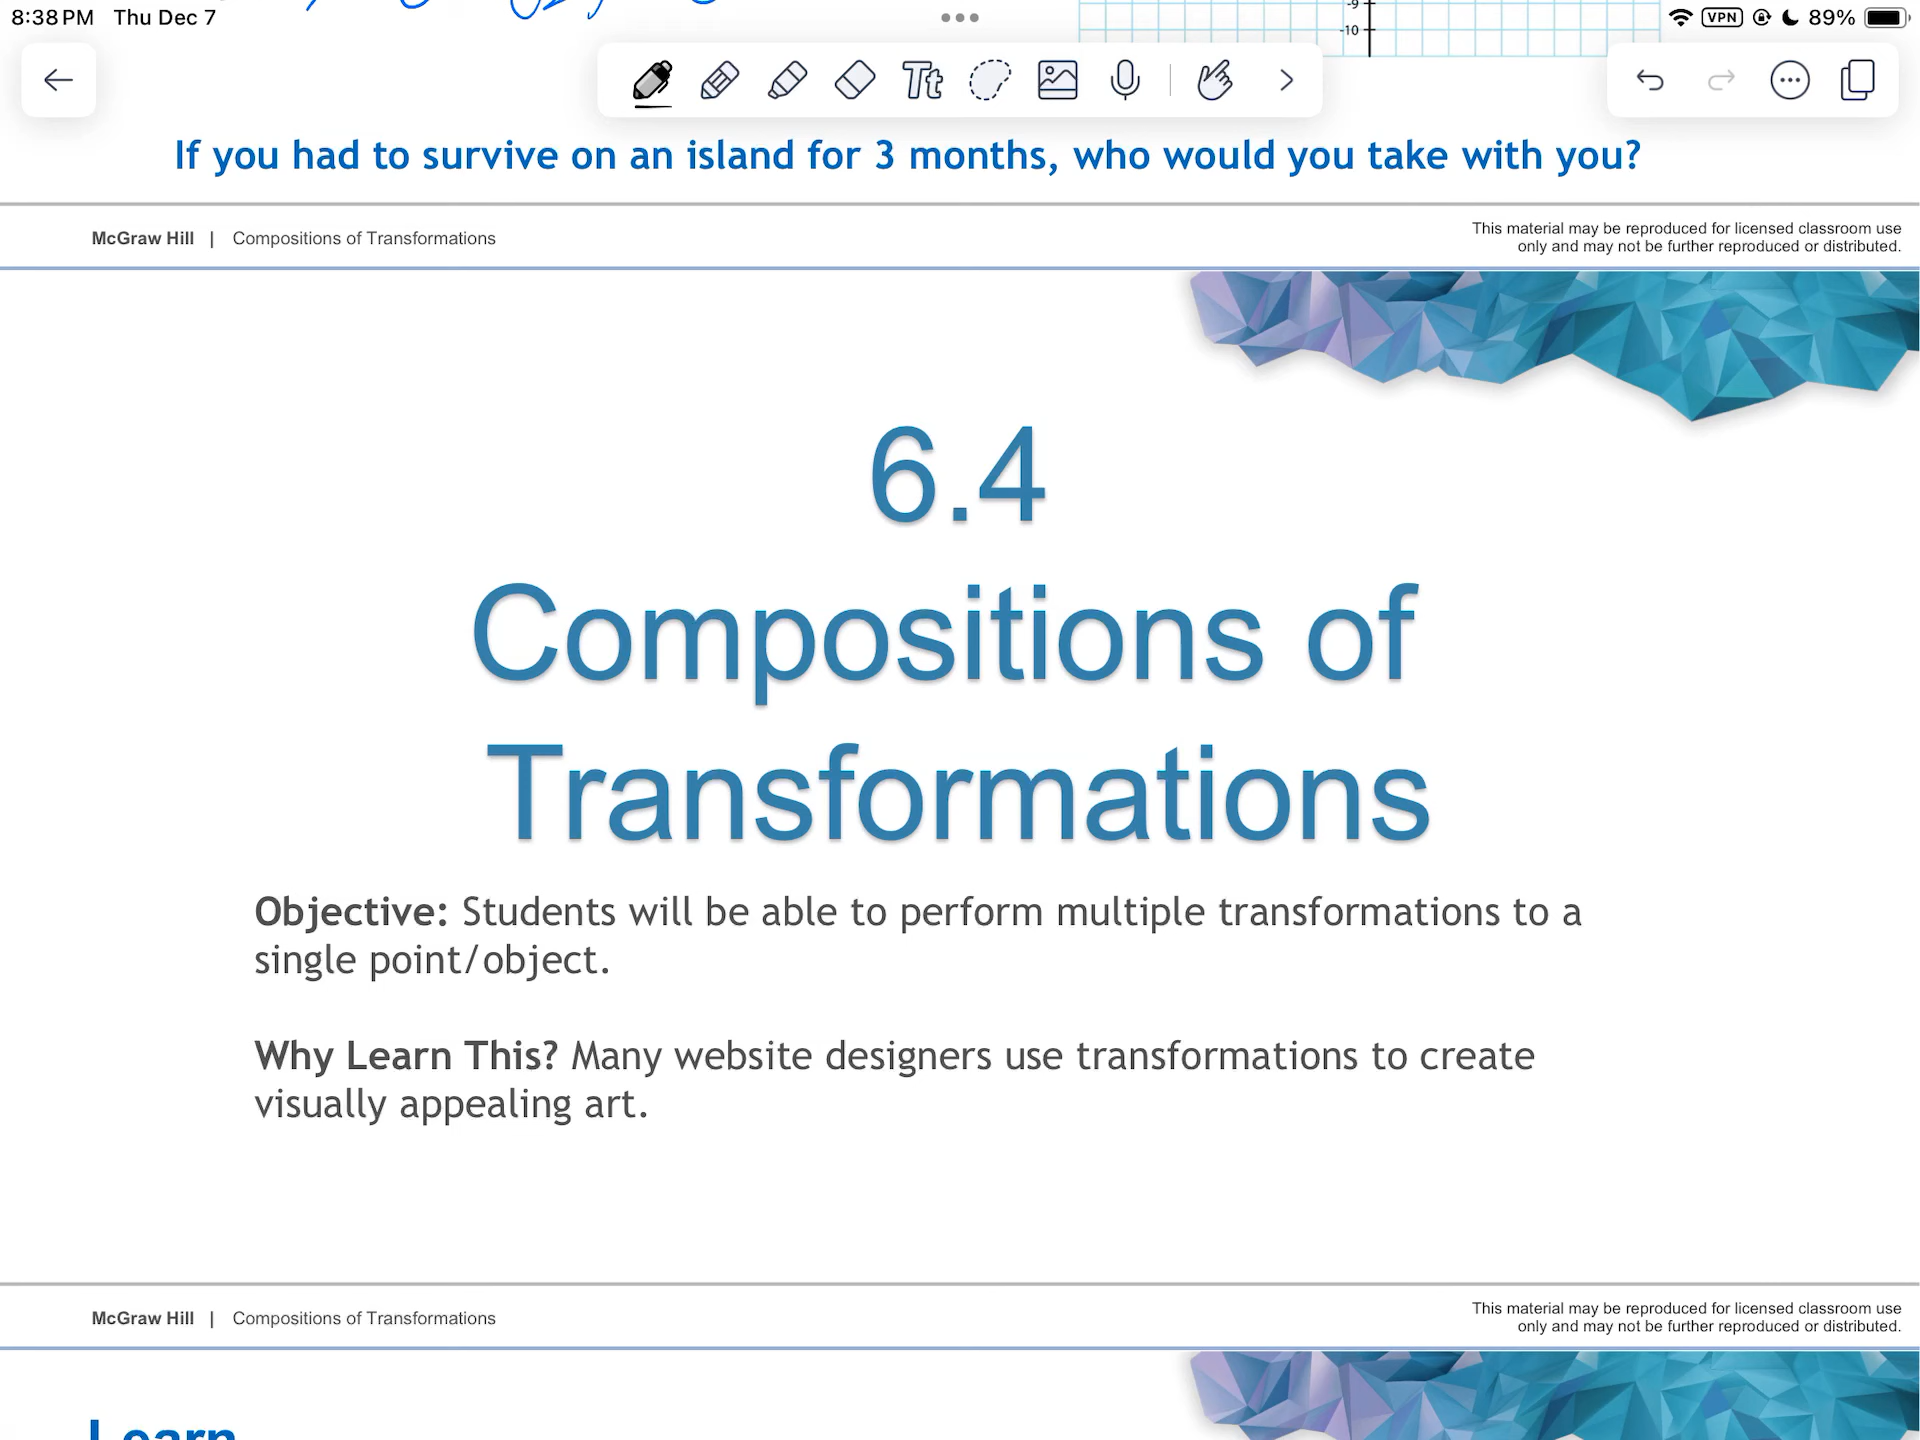 8:38 PM Thu Dec 7
VPN 89%
-9
-10
Tt
If you had to survive on an island for 3 months, who would you take with you?
McGraw Hill | Compositions of Transformations
This material may be reproduced for licensed classroom use
only and may not be further reproduced or distributed.
6.4
Compositions of
Transformations
Objective: Students will be able to perform multiple transformations to a
single point/object.
Why Learn This? Many website designers use transformations to create
visually appealing art.
McGraw Hill | Compositions of Transformations
This material may be reproduced for licensed classroom use
only and may not be further reproduced or distributed.
Learn